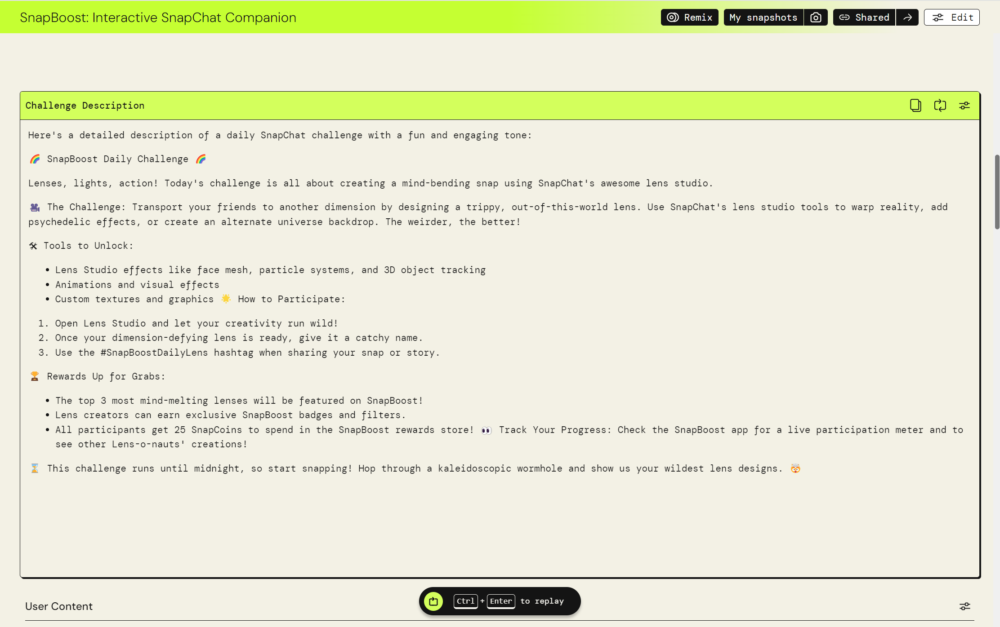 SnapBoost: Interactive SnapChat Companion
Remix
My snapshots
Shared
Edit
Challenge Description
Here's a detailed description of a daily SnapChat challenge with a fun and engaging tone:
🌈 SnapBoost Daily Challenge 🌈
Lenses, lights, action! Today's challenge is all about creating a mind-bending snap using SnapChat's awesome lens studio.
🎥 The Challenge: Transport your friends to another dimension by designing a trippy, out-of-this-world lens. Use SnapChat's lens studio tools to warp reality, add
psychedelic effects, or create an alternate universe backdrop. The weirder, the better!
🛠 Tools to Unlock:
• Lens Studio effects like face mesh, particle systems, and 3D object tracking
• Animations and visual effects
• Custom textures and graphics 🌟 How to Participate:
1. Open Lens Studio and let your creativity run wild!
2. Once your dimension-defying lens is ready, give it a catchy name.
3. Use the #SnapBoostDailyLens hashtag when sharing your snap or story.
🏆 Rewards Up for Grabs:
• The top 3 most mind-melting lenses will be featured on SnapBoost!
• Lens creators can earn exclusive SnapBoost badges and filters.
• All participants get 25 SnapCoins to spend in the SnapBoost rewards store! 👀 Track Your Progress: Check the SnapBoost app for a live participation meter and to
see other Lens-o-nauts' creations!
⏳ This challenge runs until midnight, so start snapping! Hop through a kaleidoscopic wormhole and show us your wildest lens designs. 🤯
Ctrl + Enter to replay
User Content